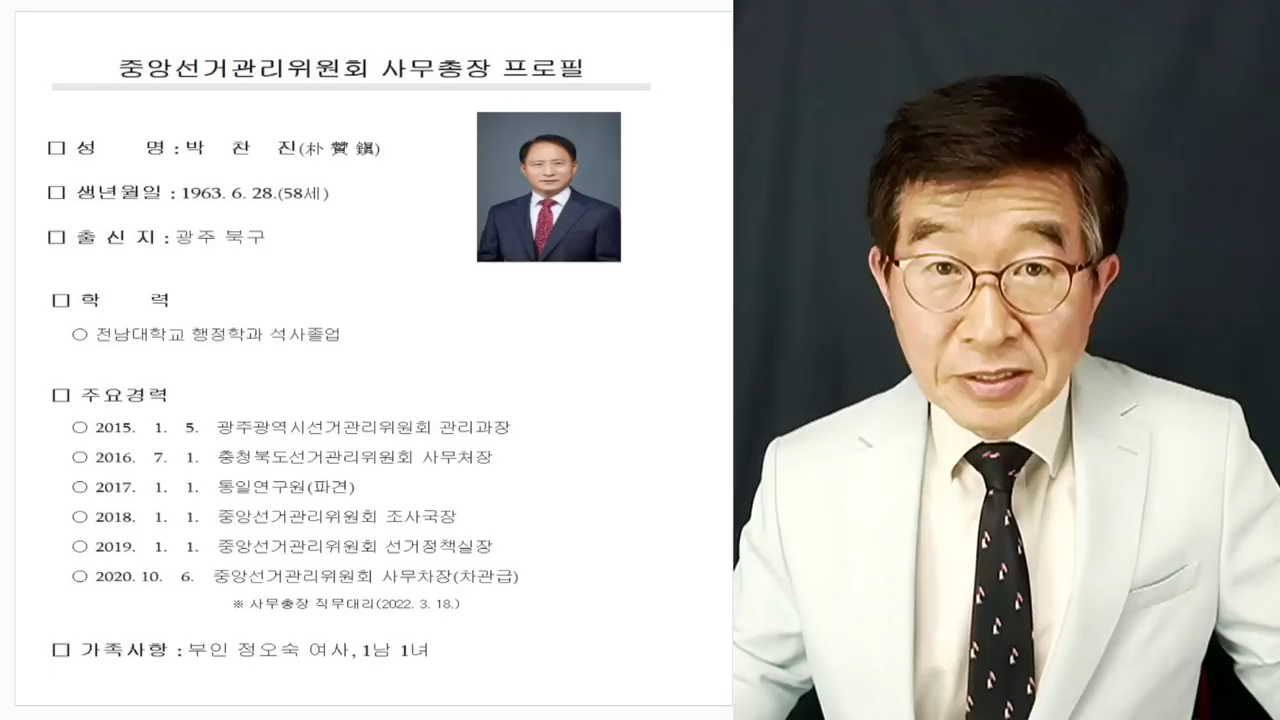 중앙선거관리위원회 사무총장 프로필
□ 성 명 : 박 찬 진(朴 贊 鎭)
□ 생년월일 : 1963. 6. 28.(58세)
□ 출 신 지 : 광주 북구
□ 학 력
○ 전남대학교 행정학과 석사졸업
□ 주요경력
○ 2015. 1. 5. 광주광역시선거관리위원회 관리과장
○ 2016. 7. 1. 충청북도선거관리위원회 사무처장
○ 2017. 1. 1. 통일연구원(파견)
○ 2018. 1. 1. 중앙선거관리위원회 조사국장
○ 2019. 1. 1. 중앙선거관리위원회 선거정책실장
○ 2020. 10. 6. 중앙선거관리위원회 사무차장(차관급)
※ 사무총장 직무대리(2022. 3. 18.)
□ 가족사항 : 부인 정오숙 여사, 1남 1녀